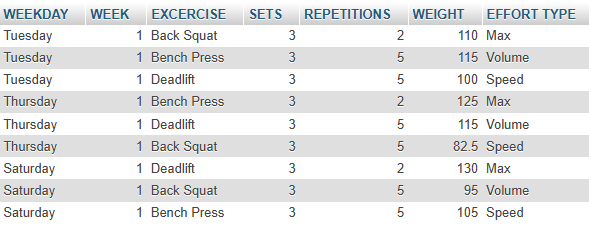 WEEKDAY WEEK EXCERCISE SETS REPETITIONS WEIGHT EFFORT TYPE
Tuesday 1 Back Squat 3 2 110 Max
Tuesday 1 Bench Press 3 5 115 Volume
Tuesday 1 Deadlift 3 5 100 Speed
Thursday 1 Bench Press 3 2 125 Max
Thursday 1 Deadlift 3 5 115 Volume
Thursday 1 Back Squat 3 5 82.5 Speed
Saturday 1 Deadlift 3 2 130 Max
Saturday 1 Back Squat 3 5 95 Volume
Saturday 1 Bench Press 3 5 105 Speed